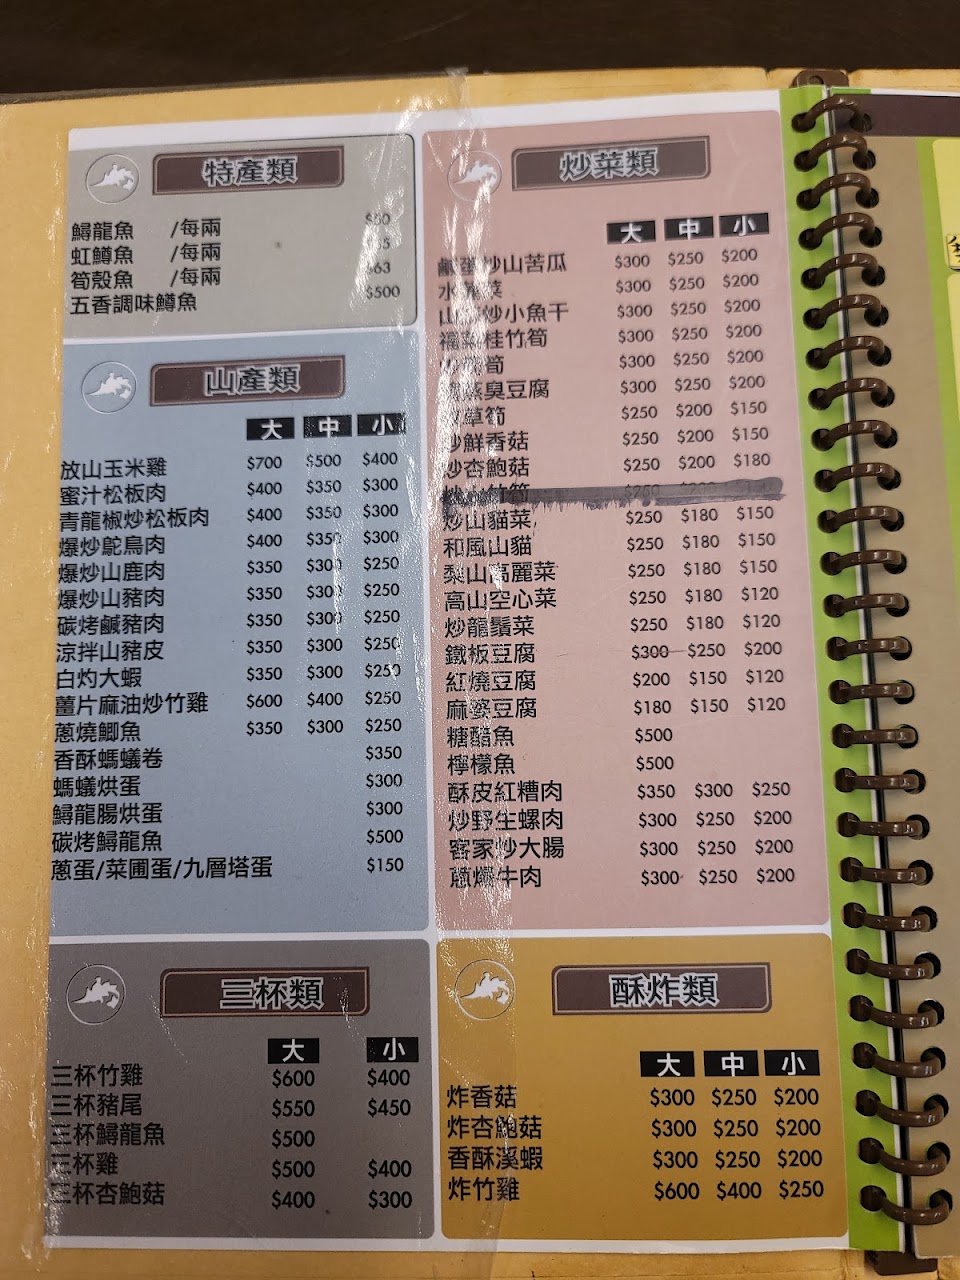 特產類
鱘龍魚 /每兩
虹鱒魚 /每兩
筍殼魚 /每兩 $63
五香調味鱒魚 $500
山產類
大 中 小
放山玉米雞 $700 $500 $400
蜜汁松板肉 $400 $350 $300
青龍椒炒松板肉 $400 $350 $300
爆炒鴕鳥肉 $400 $350 $300
爆炒山鹿肉 $350 $300 $250
爆炒山豬肉 $350 $300 $250
碳烤鹹豬肉 $350 $300 $250
涼拌山豬皮 $350 $300 $250
白灼大蝦 $350 $300 $250
薑片麻油炒竹雞 $600 $400 $250
蔥燒鯽魚 $350 $300 $250
香酥螞蟻卷 $350
螞蟻烘蛋 $300
鱘龍腸烘蛋 $300
碳烤鱘龍魚 $500
蔥蛋/菜圃蛋/九層塔蛋 $150
三杯類
大 小
三杯竹雞 $600 $400
三杯豬尾 $550 $450
三杯鱘龍魚 $500
三杯雞 $500 $400
三杯杏鮑菇 $400 $300
炒菜類
大 中 小
鹹蛋炒山苦瓜 $300 $250 $200
水蓮菜 $300 $250 $200
山蘇炒小魚干 $300 $250 $200
福菜桂竹筍 $300 $250 $200
筍 $300 $250 $200
清蒸臭豆腐 $300 $250 $200
草筍 $250 $200 $150
炒鮮香菇 $250 $200 $150
炒杏鮑菇 $250 $200 $180
炒山貓菜 $250 $180 $150
和風山貓 $250 $180 $150
梨山高麗菜 $250 $180 $150
高山空心菜 $250 $180 $120
炒龍鬚菜 $250 $180 $120
鐵板豆腐 $300 $250 $200
紅燒豆腐 $200 $150 $120
麻婆豆腐 $180 $150 $120
糖醋魚 $500
檸檬魚 $500
酥皮紅糟肉 $350 $300 $250
炒野生螺肉 $300 $250 $200
客家炒大腸 $300 $250 $200
蔥爆牛肉 $300 $250 $200
酥炸類
大 中 小
炸香菇 $300 $250 $200
炸杏鮑菇 $300 $250 $200
香酥溪蝦 $300 $250 $200
炸竹雞 $600 $400 $250